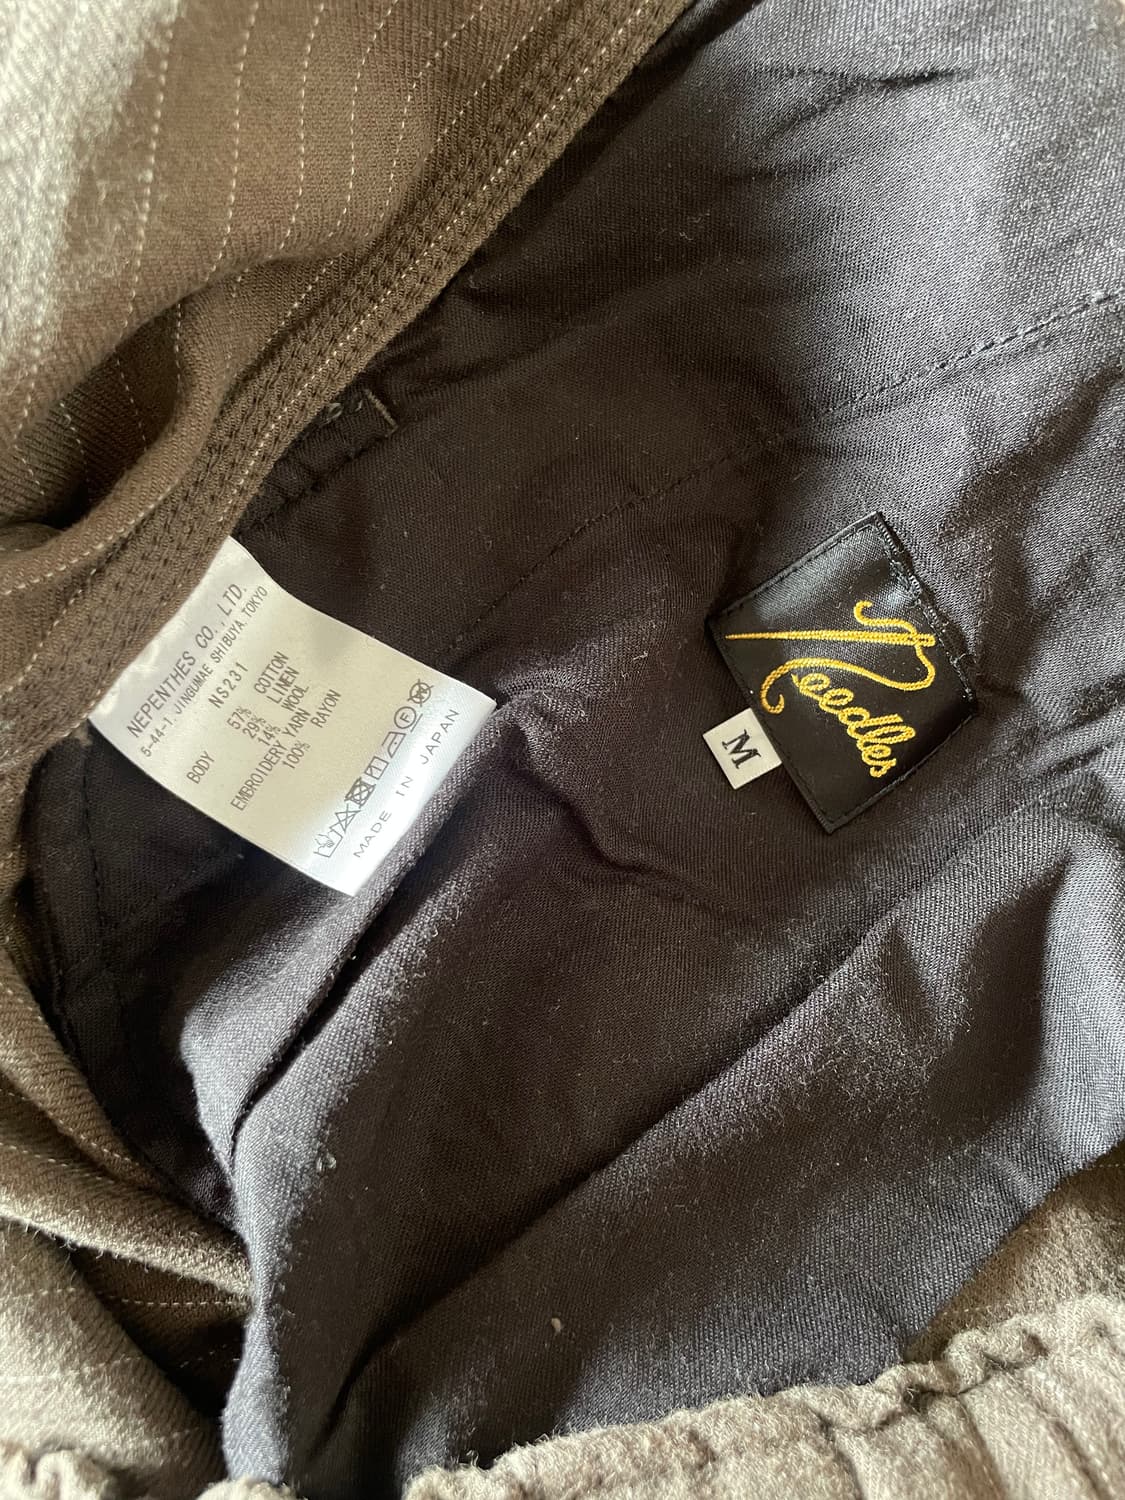 NEPENTHES CO., LTD.
5-44-1, JINGUMAE SHIBUYA, TOKYO
NS231
BODY 57% COTTON
29% LINEN
14% WOOL
EMBROIDERY YARN
100% RAYON
MADE IN JAPAN
Needles
M